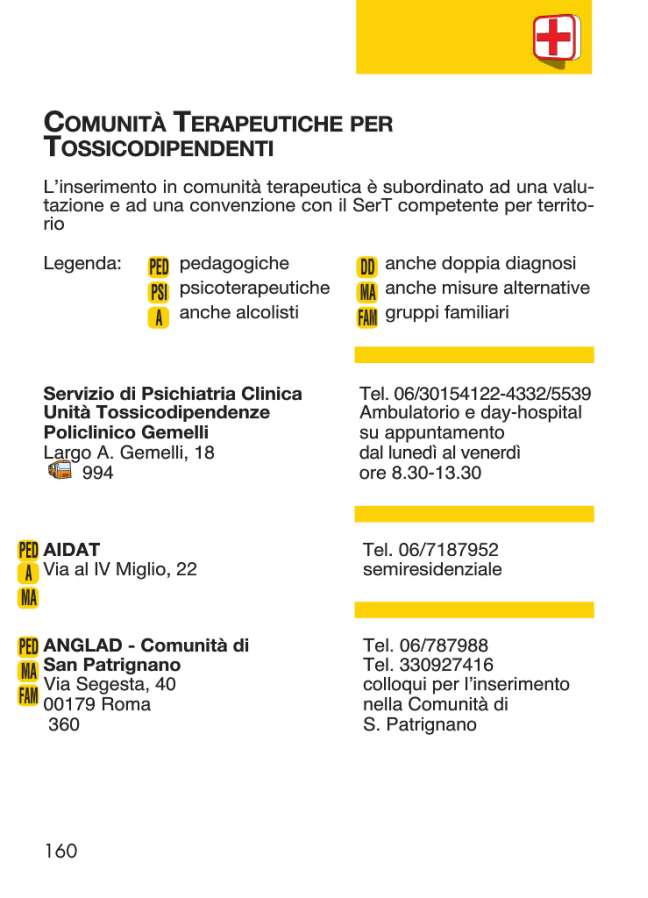 COMUNITÀ TERAPEUTICHE PER
TOSSICODIPENDENTI
L'inserimento in comunità terapeutica è subordinato ad una valu-
tazione e ad una convenzione con il SerT competente per territo-
rio
Legenda:
PED pedagogiche
PSI psicoterapeutiche
A anche alcolisti
DD anche doppia diagnosi
MA anche misure alternative
FAM gruppi familiari
Servizio di Psichiatria Clinica
Unità Tossicodipendenze
Policlinico Gemelli
Largo A. Gemelli, 18
994
Tel. 06/30154122-4332/5539
Ambulatorio e day-hospital
su appuntamento
dal lunedì al venerdì
ore 8.30-13.30
PED AIDAT
A Via al IV Miglio, 22
MA
Tel. 06/7187952
semiresidenziale
PED ANGLAD - Comunità di
MA San Patrignano
FAM Via Segesta, 40
00179 Roma
360
Tel. 06/787988
Tel. 330927416
colloqui per l'inserimento
nella Comunità di
S. Patrignano
160